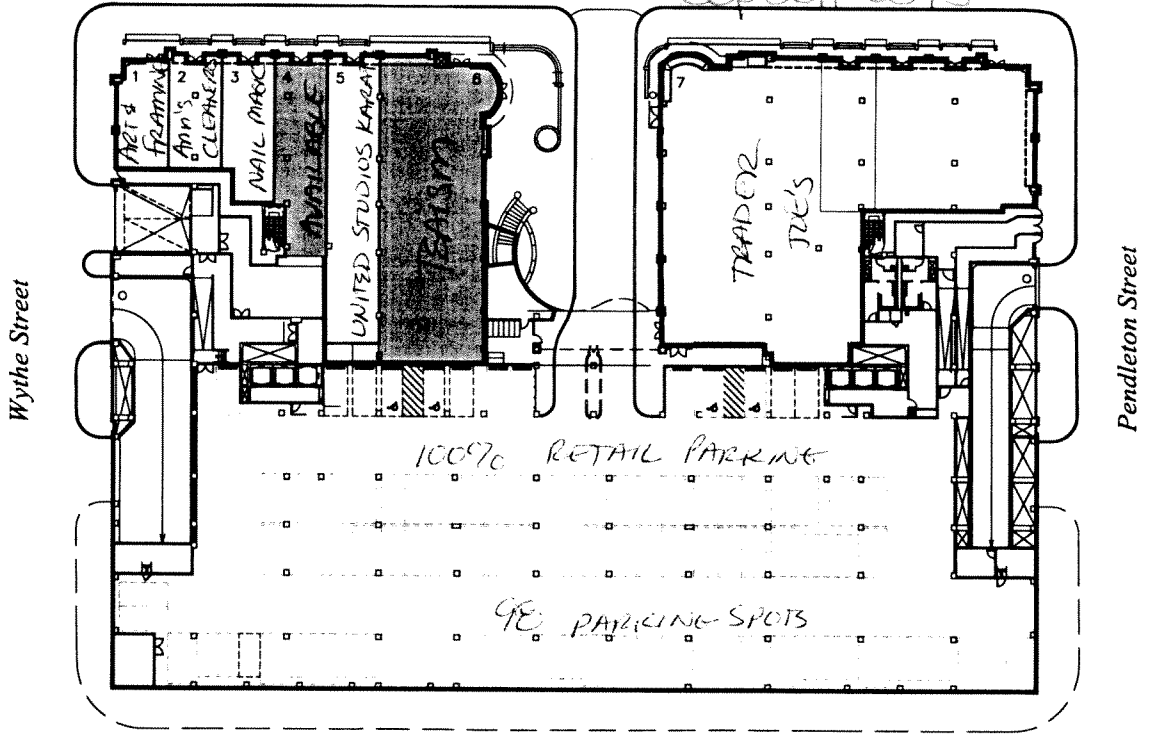 1
ART &
FRAMING
2
ANN'S
CLEANERS
3
NAIL MAGIC
4
AVAILABLE
5
UNITED STUDIOS KARATE
6
TEAISM
7
TRADER
JOE'S
Wythe Street
Pendleton Street
100% RETAIL PARKING
98 PARKING SPOTS